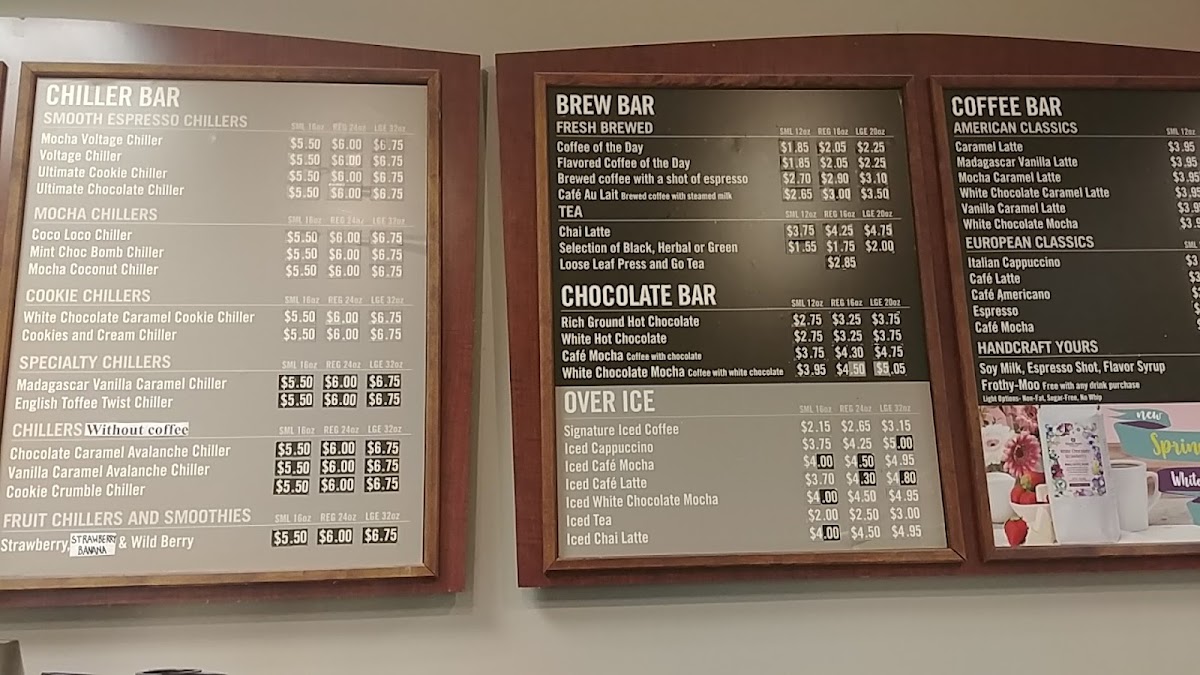 CHILLER BAR
SMOOTH ESPRESSO CHILLERS SML 16oz REG 24oz LGE 32oz
Mocha Voltage Chiller $5.50 $6.00 $6.75
Voltage Chiller $5.50 $6.00 $6.75
Ultimate Cookie Chiller $5.50 $6.00 $6.75
Ultimate Chocolate Chiller $5.50 $6.00 $6.75
MOCHA CHILLERS SML 16oz REG 24oz LGE 32oz
Coco Loco Chiller $5.50 $6.00 $6.75
Mint Choc Bomb Chiller $5.50 $6.00 $6.75
Mocha Coconut Chiller $5.50 $6.00 $6.75
COOKIE CHILLERS SML 16oz REG 24oz LGE 32oz
White Chocolate Caramel Cookie Chiller $5.50 $6.00 $6.75
Cookies and Cream Chiller $5.50 $6.00 $6.75
SPECIALTY CHILLERS SML 16oz REG 24oz LGE 32oz
Madagascar Vanilla Caramel Chiller $5.50 $6.00 $6.75
English Toffee Twist Chiller $5.50 $6.00 $6.75
CHILLERS Without coffee SML 16oz REG 24oz LGE 32oz
Chocolate Caramel Avalanche Chiller $5.50 $6.00 $6.75
Vanilla Caramel Avalanche Chiller $5.50 $6.00 $6.75
Cookie Crumble Chiller $5.50 $6.00 $6.75
FRUIT CHILLERS AND SMOOTHIES SML 16oz REG 24oz LGE 32oz
Strawberry, STRAWBERRY BANANA & Wild Berry $5.50 $6.00 $6.75
BREW BAR
FRESH BREWED SML 12oz REG 16oz LGE 20oz
Coffee of the Day $1.85 $2.05 $2.25
Flavored Coffee of the Day $1.85 $2.05 $2.25
Brewed coffee with a shot of espresso $2.70 $2.90 $3.10
Café Au Lait Brewed coffee with steamed milk $2.65 $3.00 $3.50
TEA SML 12oz REG 16oz LGE 20oz
Chai Latte $3.75 $4.25 $4.75
Selection of Black, Herbal or Green $1.55 $1.75 $2.00
Loose Leaf Press and Go Tea $2.85
CHOCOLATE BAR SML 12oz REG 16oz LGE 20oz
Rich Ground Hot Chocolate $2.75 $3.25 $3.75
White Hot Chocolate $2.75 $3.25 $3.75
Café Mocha Coffee with chocolate $3.75 $4.30 $4.75
White Chocolate Mocha Coffee with white chocolate $3.95 $4.50 $5.05
OVER ICE SML 16oz REG 24oz LGE 32oz
Signature Iced Coffee $2.15 $2.65 $3.15
Iced Cappuccino $3.75 $4.25 $5.00
Iced Café Mocha $4.00 $4.50 $4.95
Iced Café Latte $3.70 $4.30 $4.80
Iced White Chocolate Mocha $4.00 $4.50 $4.95
Iced Tea $2.00 $2.50 $3.00
Iced Chai Latte $4.00 $4.50 $4.95
COFFEE BAR
AMERICAN CLASSICS SML 12oz
Caramel Latte $3.95
Madagascar Vanilla Latte $3.95
Mocha Caramel Latte $3.95
White Chocolate Caramel Latte $3.95
Vanilla Caramel Latte $3.9
White Chocolate Mocha $3.9
EUROPEAN CLASSICS SML
Italian Cappuccino $3
Café Latte
Café Americano
Espresso
Café Mocha
HANDCRAFT YOURS
Soy Milk, Espresso Shot, Flavor Syrup
Frothy-Moo Free with any drink purchase
Light Options- Non-Fat, Sugar-Free, No Whip
new
Sprin
White